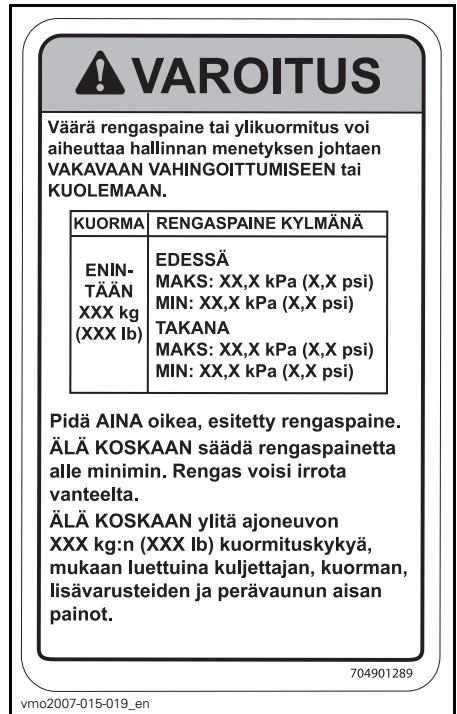 VAROITUS
Väärä rengaspaine tai ylikuormitus voi
aiheuttaa hallinnan menetyksen johtaen
VAKAVAAN VAHINGOITTUMISEEN tai
KUOLEMAAN.
KUORMA RENGASPAINE KYLMÄNÄ
ENIN-
TÄÄN
XXX kg
(XXX lb)
EDESSÄ
MAKS: XX,X kPa (X,X psi)
MIN: XX,X kPa (X,X psi)
TAKANA
MAKS: XX,X kPa (X,X psi)
MIN: XX,X kPa (X,X psi)
Pidä AINA oikea, esitetty rengaspaine.
ÄLÄ KOSKAAN säädä rengaspainetta
alle minimin. Rengas voisi irrota
vanteelta.
ÄLÄ KOSKAAN ylitä ajoneuvon
XXX kg:n (XXX lb) kuormituskykyä,
mukaan luettuina kuljettajan, kuorman,
lisävarusteiden ja perävaunun aisan
painot.
704901289
vmo2007-015-019_en